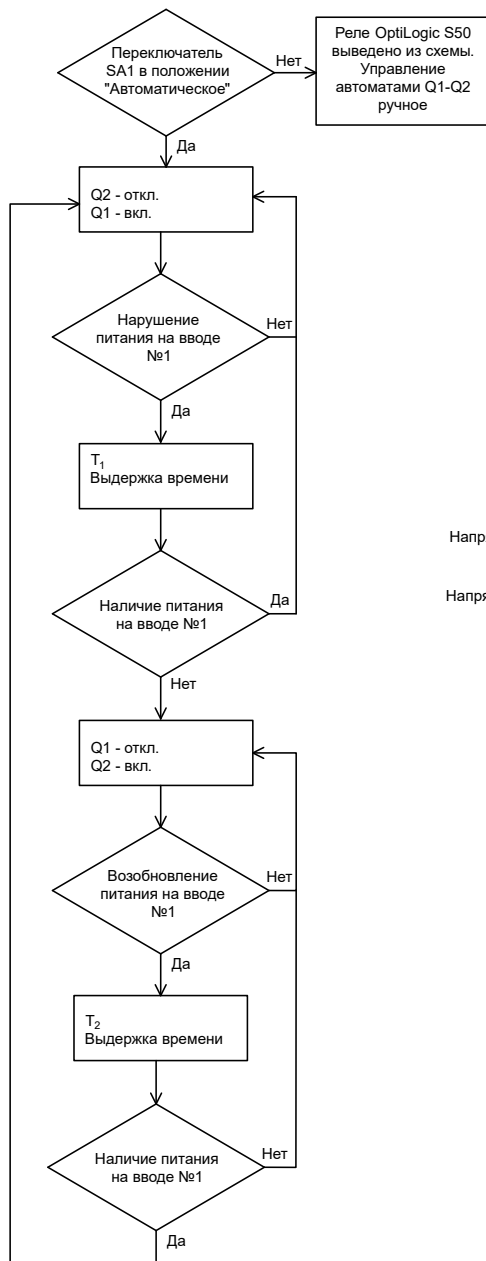 Переключатель
SA1 в положении
"Автоматическое"
Нет
Реле OptiLogic S50
выведено из схемы.
Управление
автоматами Q1-Q2
ручное
Да
Q2 - откл.
Q1 - вкл.
Нарушение
питания на вводе
№1
Нет
Да
T₁
Выдержка времени
Наличие питания
на вводе №1
Да
Нет
Q1 - откл.
Q2 - вкл.
Возобновление
питания на вводе
№1
Нет
Да
T₂
Выдержка времени
Наличие питания
на вводе №1
Нет
Да